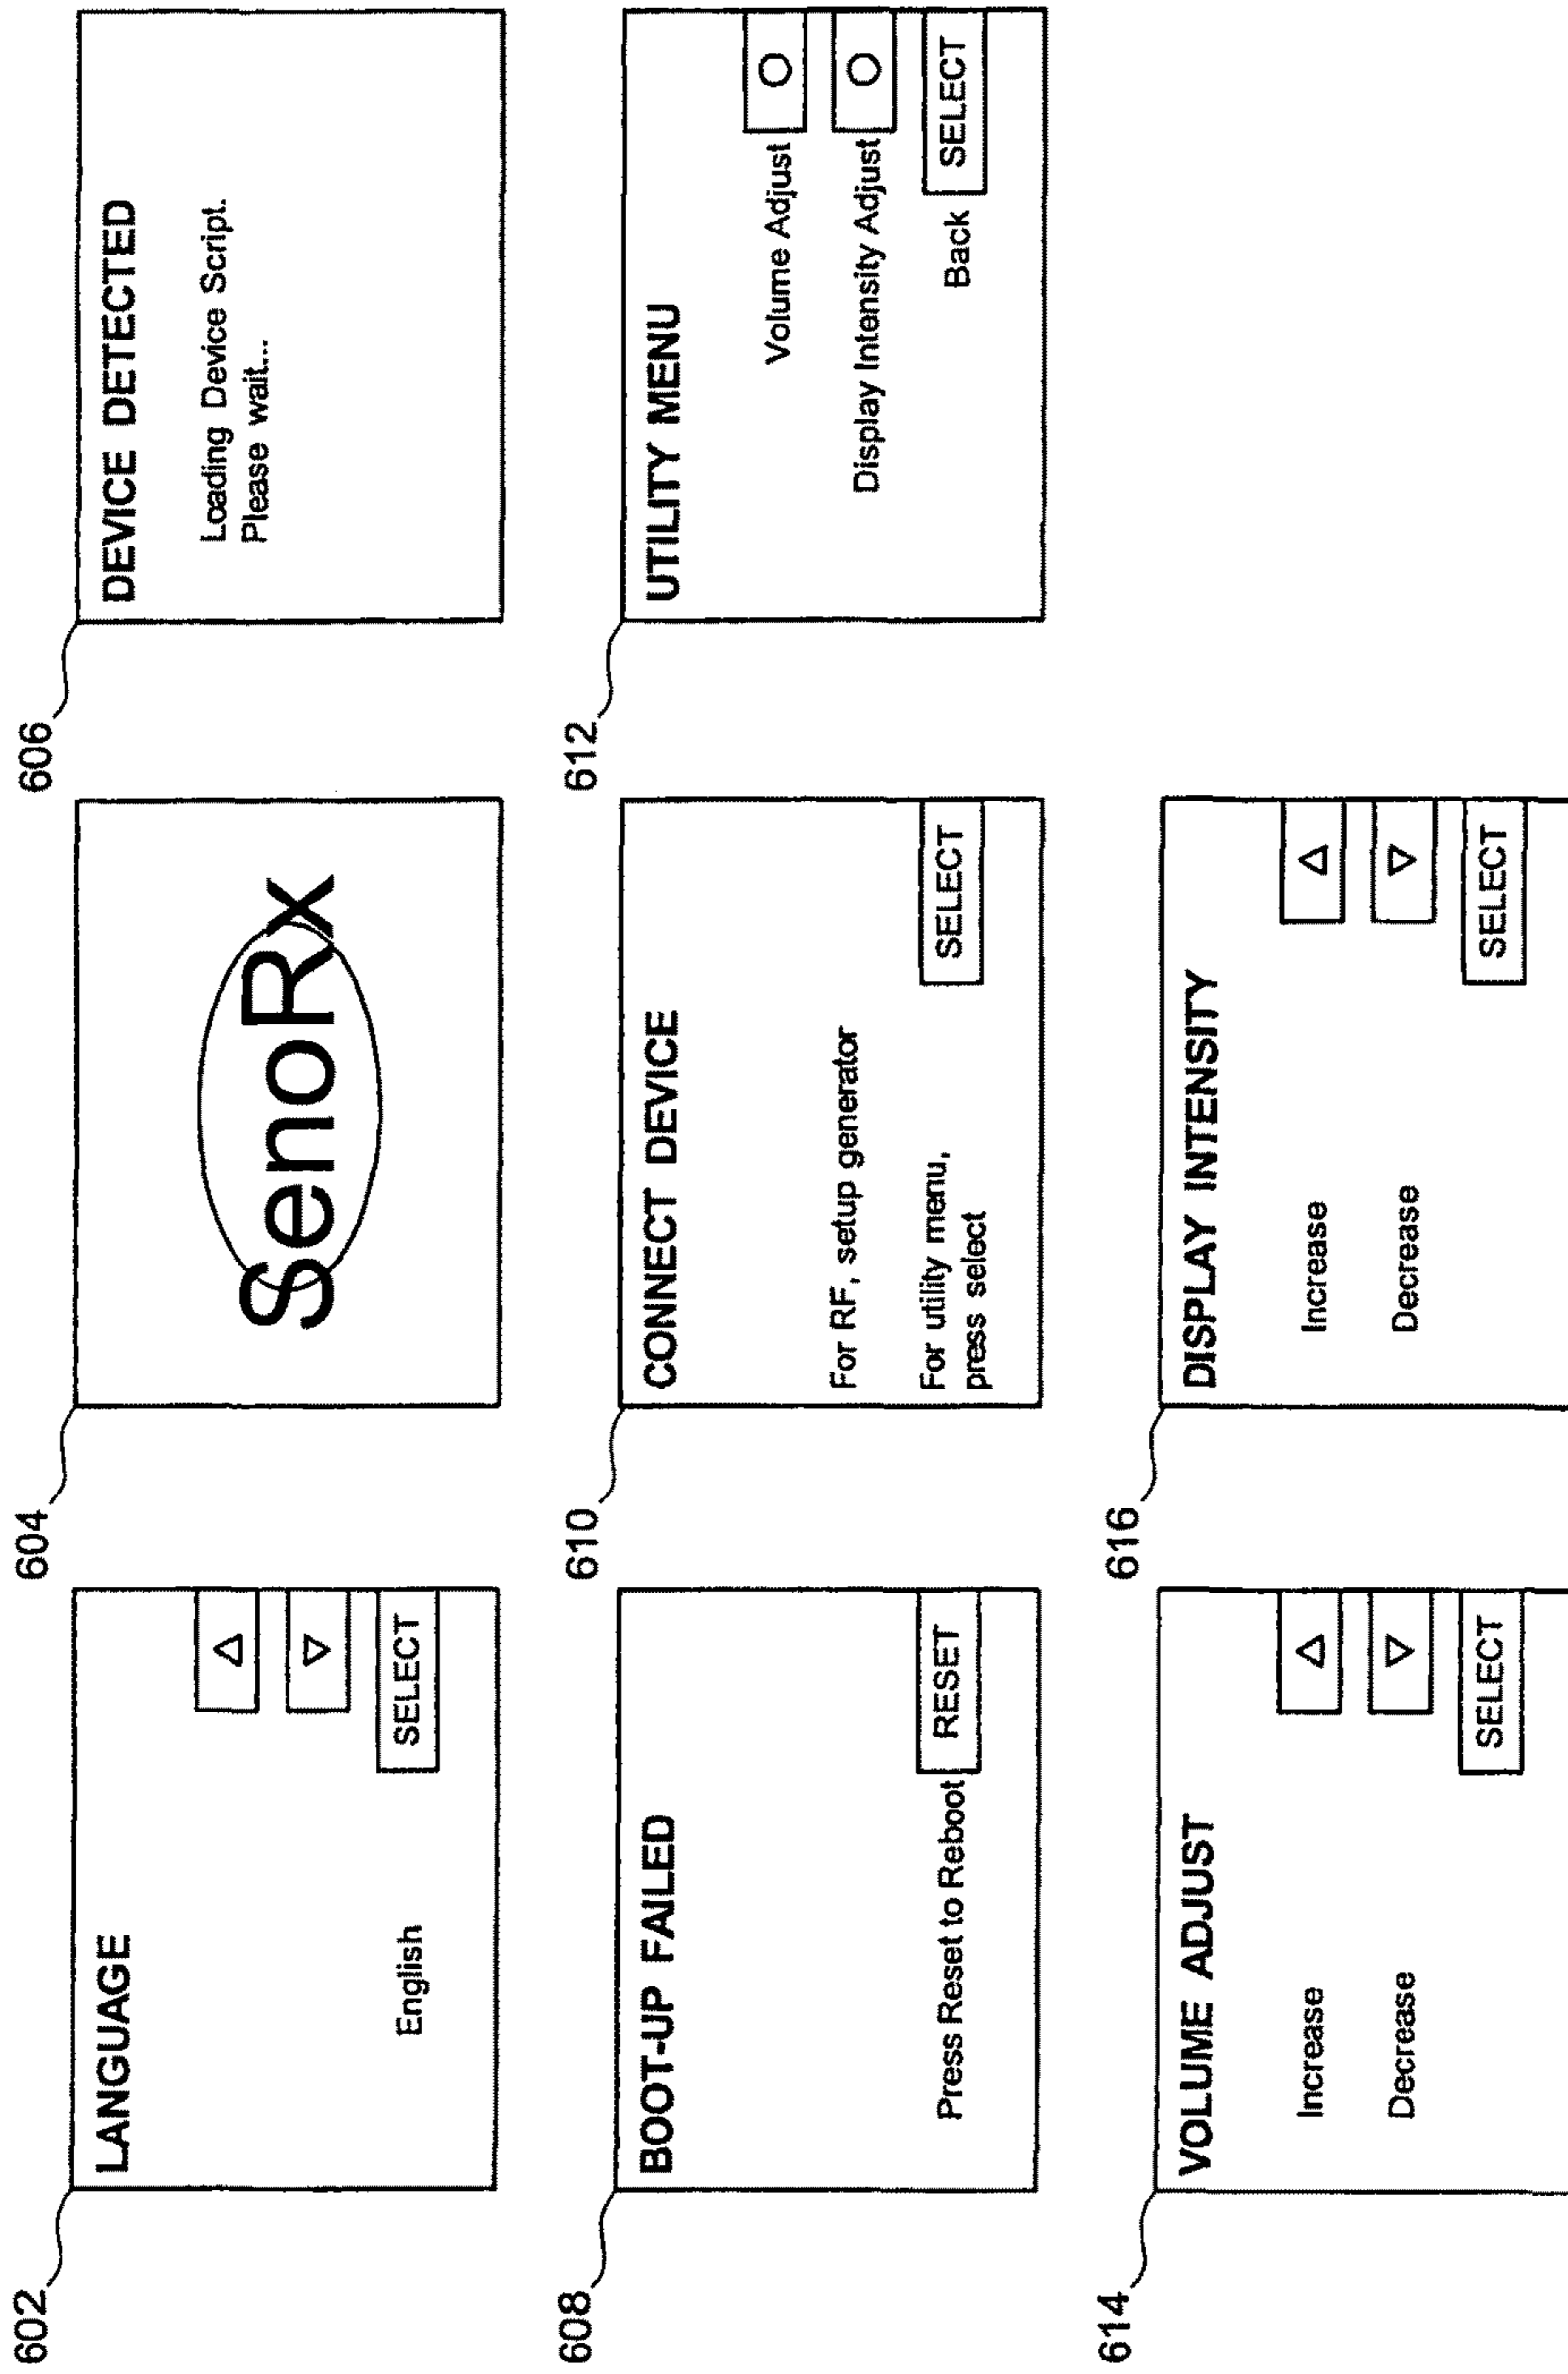 602
LANGUAGE
English
SELECT
604
SenoRx
606
DEVICE DETECTED
Loading Device Script.
Please wait...
608
BOOT-UP FAILED
Press Reset to Reboot
RESET
610
CONNECT DEVICE
For RF, setup generator
For utility menu,
press select
SELECT
612
UTILITY MENU
Volume Adjust
Display Intensity Adjust
Back
SELECT
614
VOLUME ADJUST
Increase
Decrease
SELECT
616
DISPLAY INTENSITY
Increase
Decrease
SELECT